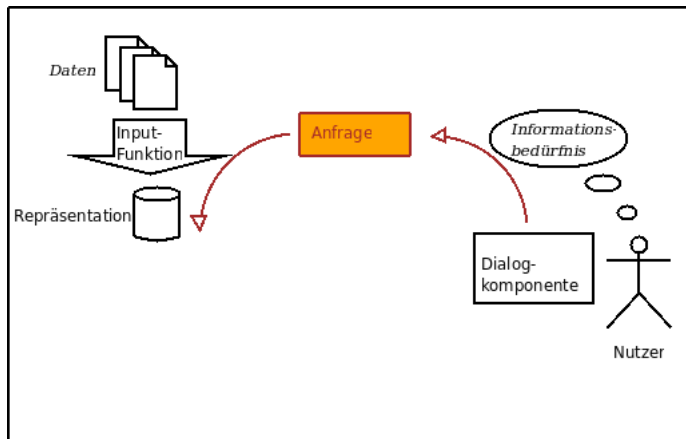 Daten
Input-
Funktion
Repräsentation
Anfrage
Informations-
bedürfnis
Dialog-
komponente
Nutzer